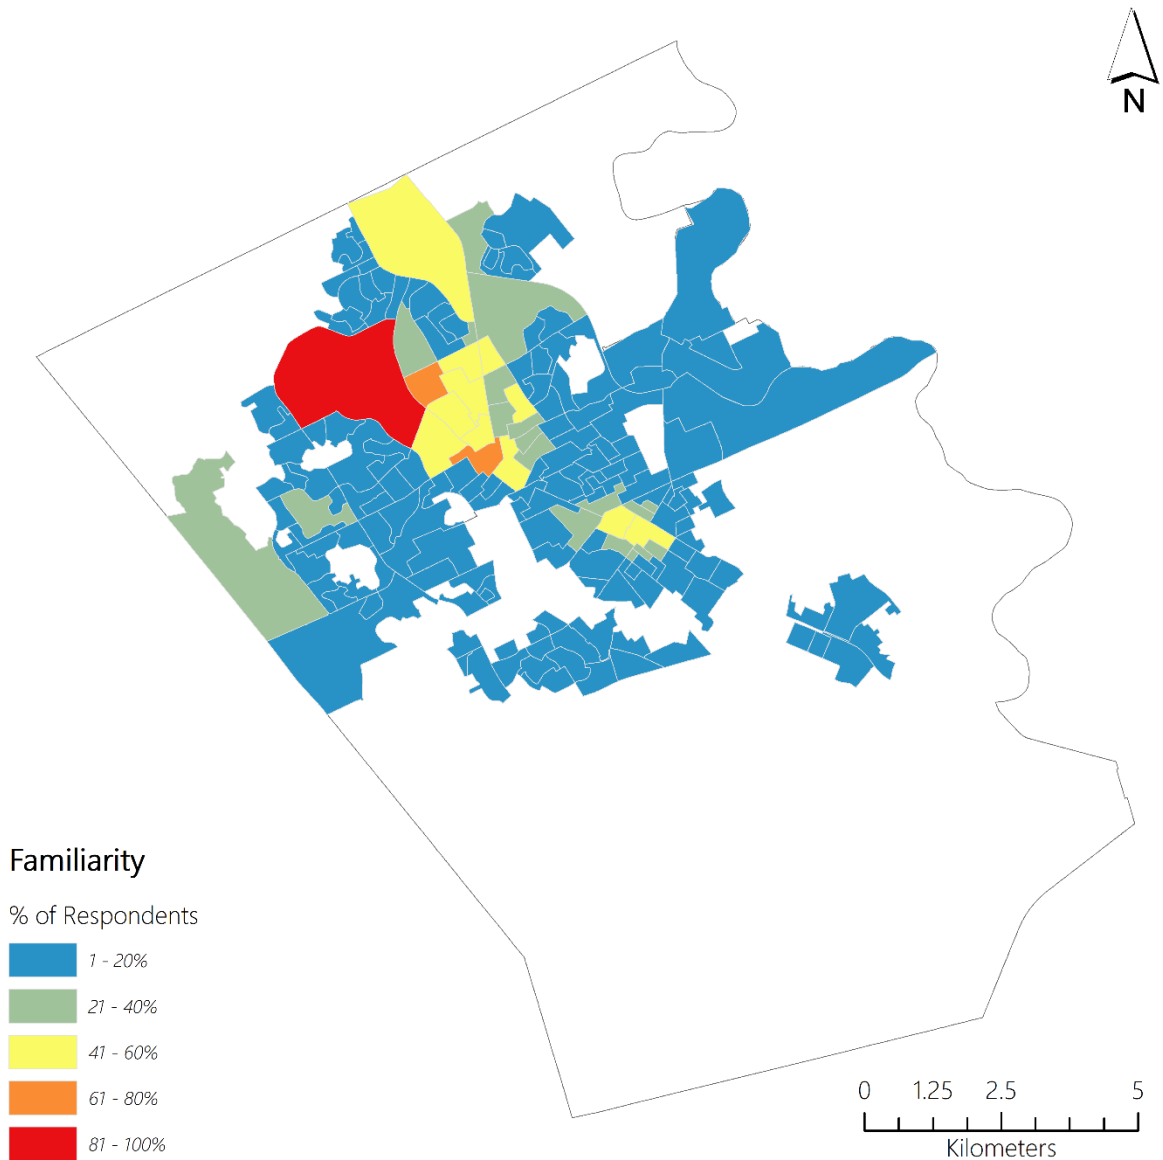 N
Familiarity
% of Respondents
1 - 20%
21 - 40%
41 - 60%
61 - 80%
81 - 100%
0 1.25 2.5 5
Kilometers